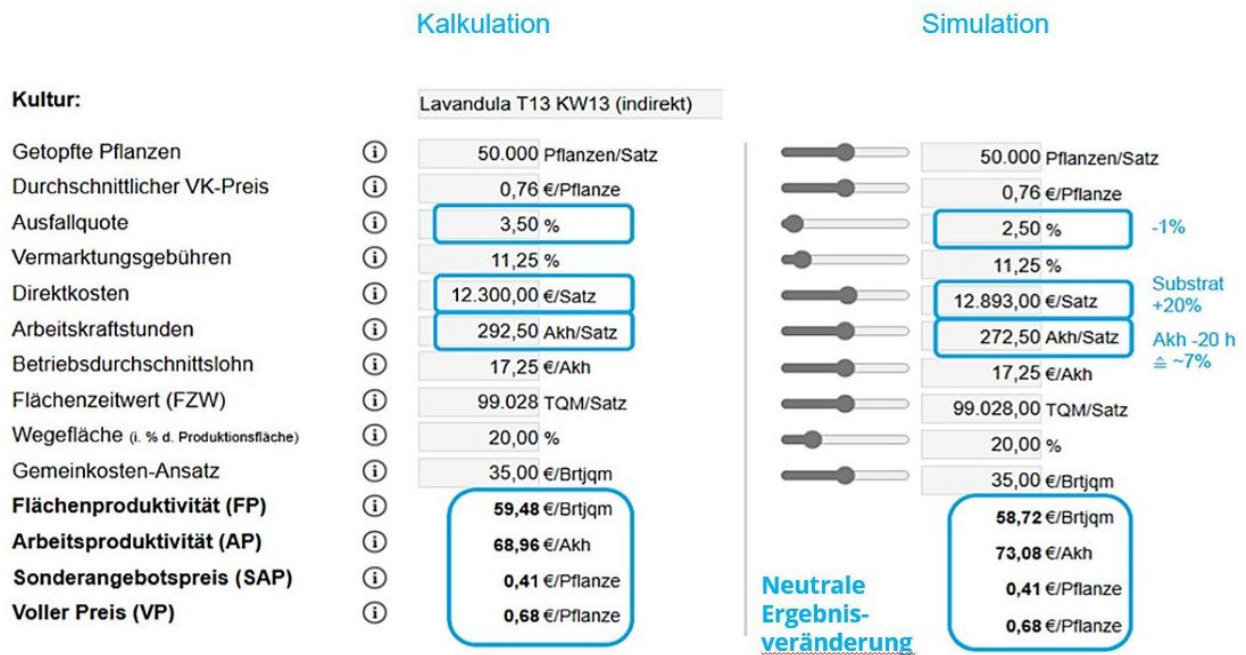 Kalkulation Simulation
Kultur: Lavandula T13 KW13 (indirekt)
Getopfte Pflanzen i 50.000 Pflanzen/Satz 50.000 Pflanzen/Satz
Durchschnittlicher VK-Preis i 0,76 €/Pflanze 0,76 €/Pflanze
Ausfallquote i 3,50 % 2,50 % -1%
Vermarktungsgebühren i 11,25 % 11,25 %
Direktkosten i 12.300,00 €/Satz 12.893,00 €/Satz Substrat +20%
Arbeitskraftstunden i 292,50 Akh/Satz 272,50 Akh/Satz Akh -20 h ≙ ~7%
Betriebsdurchschnittslohn i 17,25 €/Akh 17,25 €/Akh
Flächenzeitwert (FZW) i 99.028 TQM/Satz 99.028,00 TQM/Satz
Wegefläche (i. % d. Produktionsfläche) i 20,00 % 20,00 %
Gemeinkosten-Ansatz i 35,00 €/Brtjqm 35,00 €/Brtjqm
Flächenproduktivität (FP) i 59,48 €/Brtjqm 58,72 €/Brtjqm
Arbeitsproduktivität (AP) i 68,96 €/Akh 73,08 €/Akh
Sonderangebotspreis (SAP) i 0,41 €/Pflanze 0,41 €/Pflanze
Voller Preis (VP) i 0,68 €/Pflanze 0,68 €/Pflanze
Neutrale
Ergebnis-
veränderung